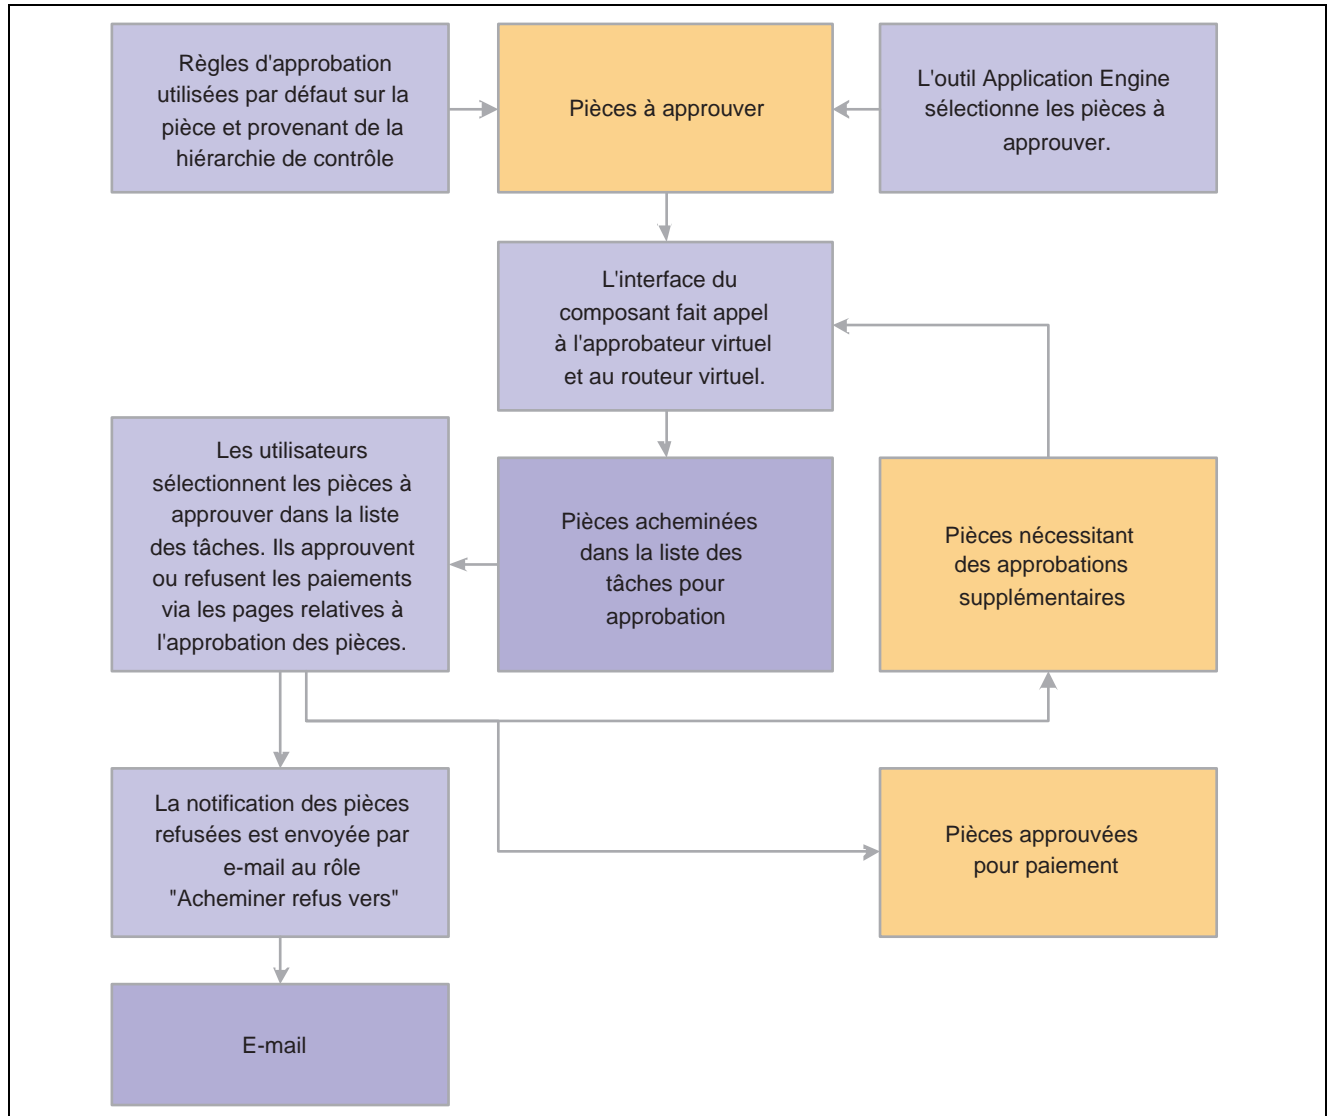 Règles d'approbation
utilisées par défaut sur la
pièce et provenant de la
hiérarchie de contrôle
Pièces à approuver
L'outil Application Engine
sélectionne les pièces à
approuver.
L'interface du
composant fait appel
à l'approbateur virtuel
et au routeur virtuel.
Les utilisateurs
sélectionnent les pièces à
approuver dans la liste
des tâches. Ils approuvent
ou refusent les paiements
via les pages relatives à
l'approbation des pièces.
Pièces acheminées
dans la liste des
tâches pour
approbation
Pièces nécessitant
des approbations
supplémentaires
La notification des pièces
refusées est envoyée par
e-mail au rôle
"Acheminer refus vers"
Pièces approuvées
pour paiement
E-mail